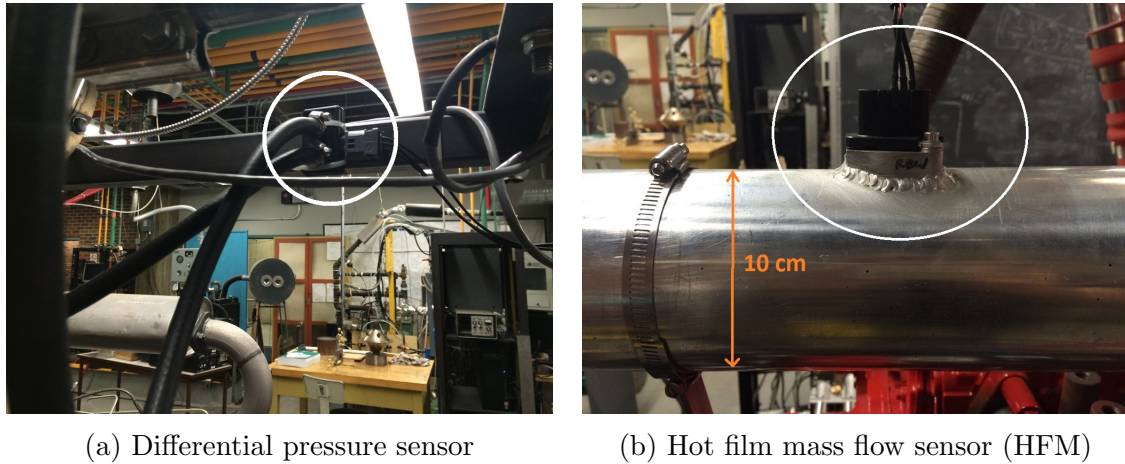 10 cm
(a) Differential pressure sensor
(b) Hot film mass flow sensor (HFM)